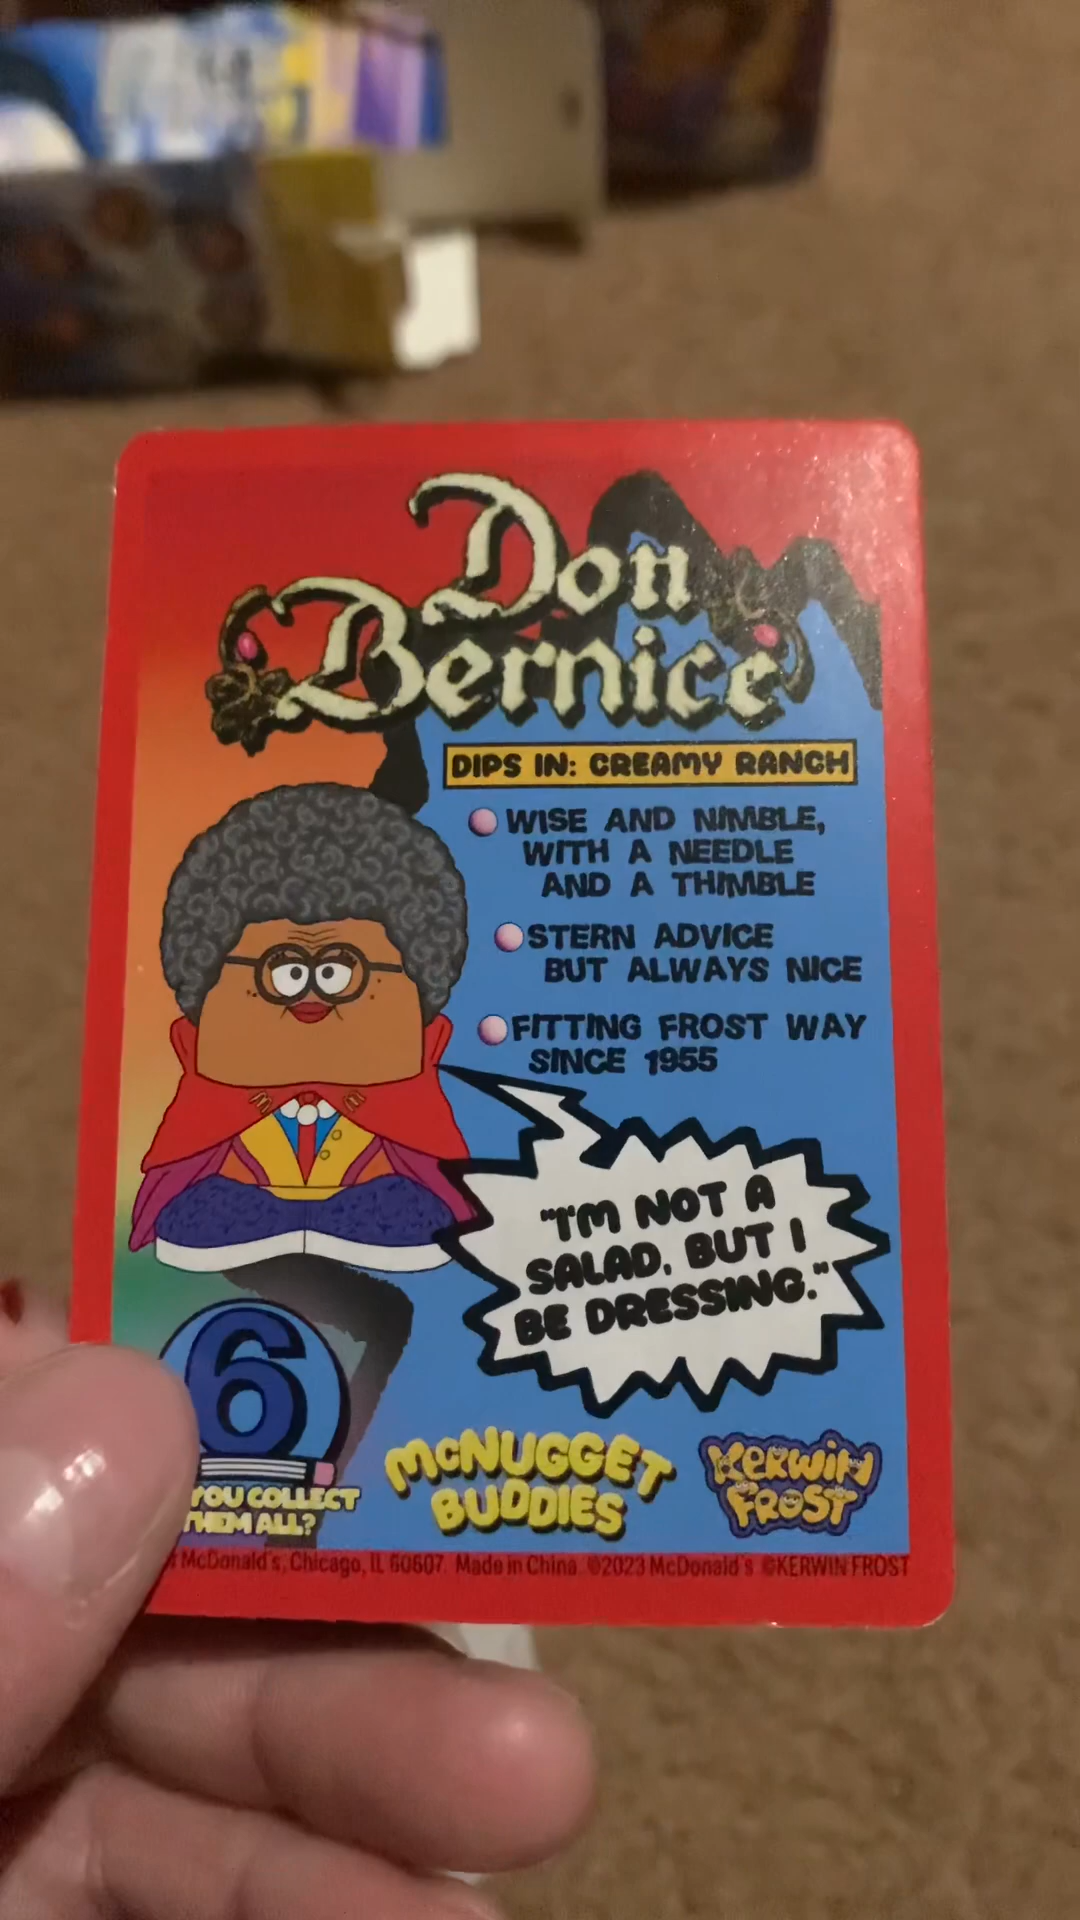 Don
Bernice
DIPS IN: CREAMY RANCH
WISE AND NIMBLE,
WITH A NEEDLE
AND A THIMBLE
STERN ADVICE
BUT ALWAYS NICE
FITTING FROST WAY
SINCE 1955
"I'M NOT A
SALAD, BUT I
BE DRESSING."
6
YOU COLLECT
THEM ALL?
McNUGGET
BUDDIES
KERWIN
FROST
McDonald's, Chicago, IL 60607. Made in China. ©2023 McDonald's ©KERWIN FROST